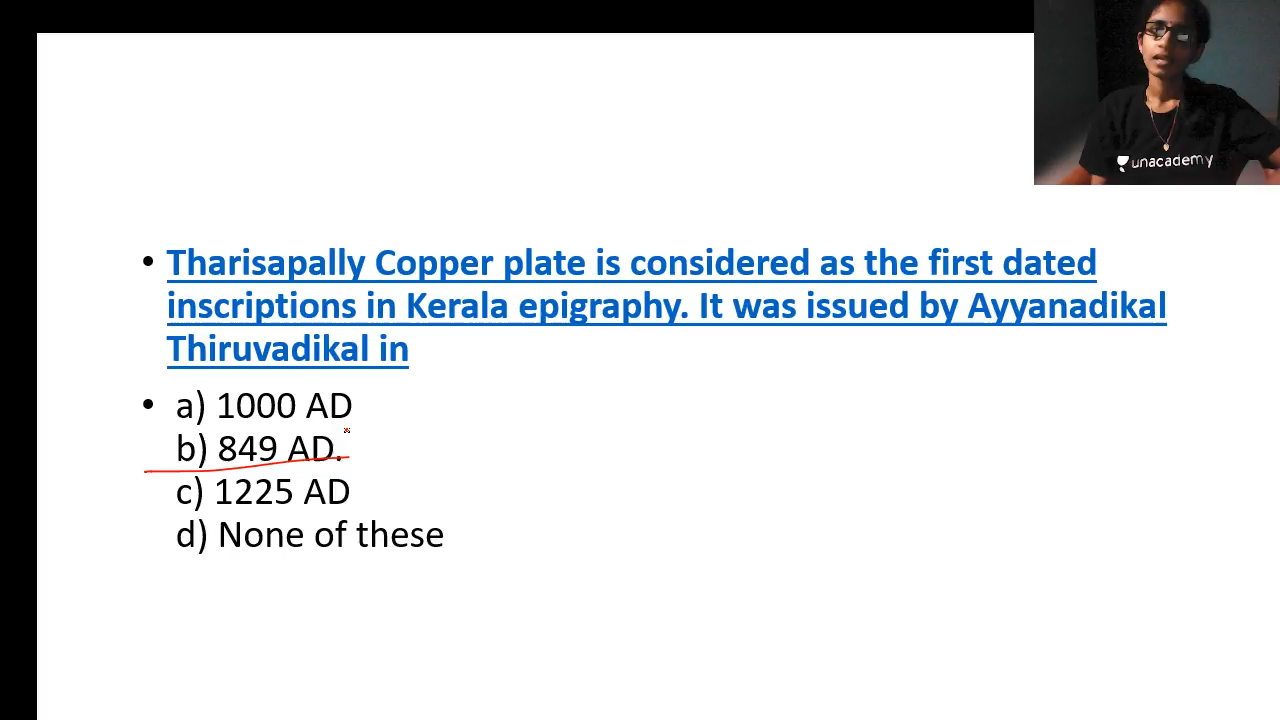 unacademy
• Tharisapally Copper plate is considered as the first dated
inscriptions in Kerala epigraphy. It was issued by Ayyanadikal
Thiruvadikal in
• a) 1000 AD
b) 849 AD.
c) 1225 AD
d) None of these